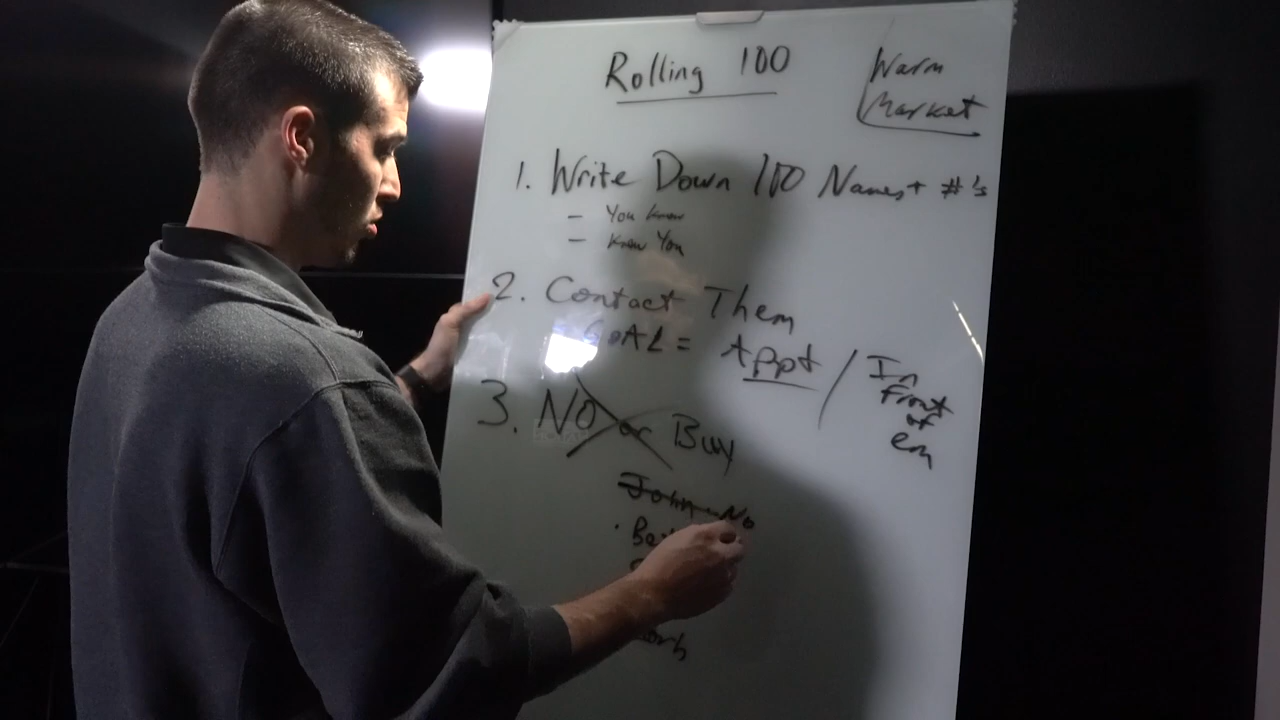 Rolling 100
Warm
Market
1. Write Down 100 Names + #'s
- You know
- Know You
2. Contact Them
GOAL = Appt / In
front
of
em
3. NO or Buy
John - No